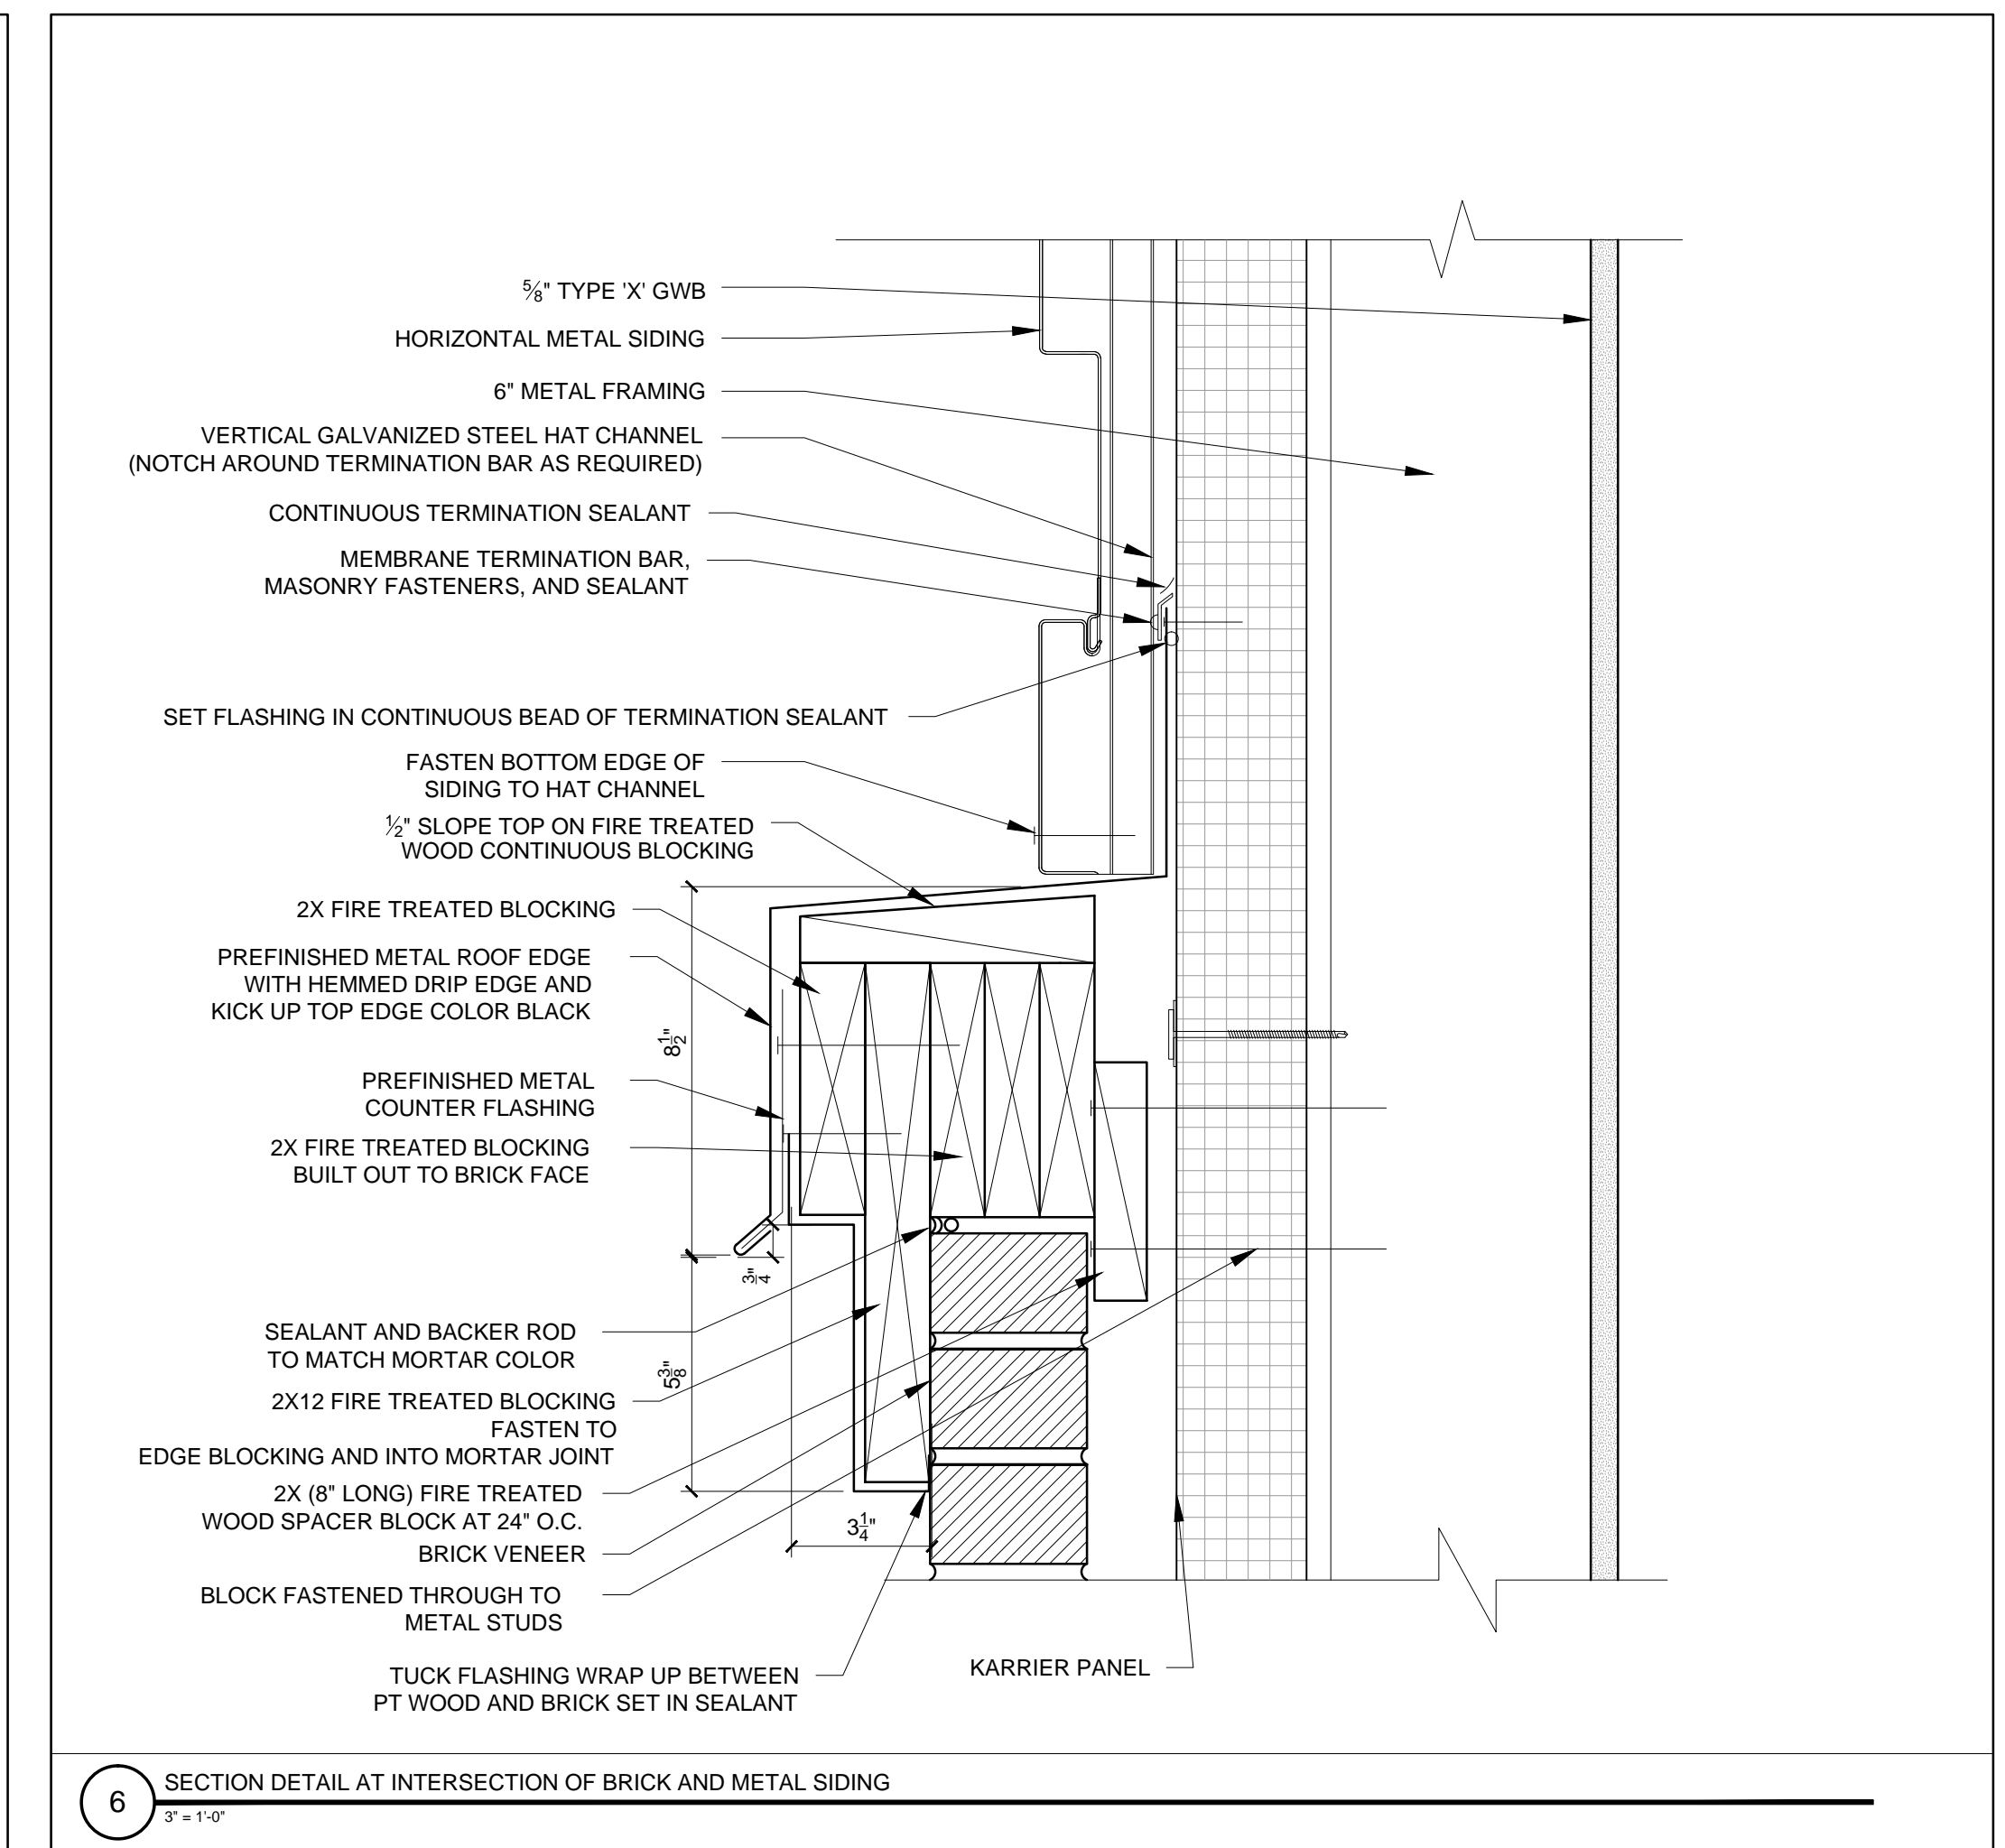 ⅝" TYPE 'X' GWB
HORIZONTAL METAL SIDING
6" METAL FRAMING
VERTICAL GALVANIZED STEEL HAT CHANNEL
(NOTCH AROUND TERMINATION BAR AS REQUIRED)
CONTINUOUS TERMINATION SEALANT
MEMBRANE TERMINATION BAR,
MASONRY FASTENERS, AND SEALANT
SET FLASHING IN CONTINUOUS BEAD OF TERMINATION SEALANT
FASTEN BOTTOM EDGE OF
SIDING TO HAT CHANNEL
½" SLOPE TOP ON FIRE TREATED
WOOD CONTINUOUS BLOCKING
2X FIRE TREATED BLOCKING
PREFINISHED METAL ROOF EDGE
WITH HEMMED DRIP EDGE AND
KICK UP TOP EDGE COLOR BLACK
8½"
PREFINISHED METAL
COUNTER FLASHING
2X FIRE TREATED BLOCKING
BUILT OUT TO BRICK FACE
¾"
SEALANT AND BACKER ROD
TO MATCH MORTAR COLOR
5⅜"
2X12 FIRE TREATED BLOCKING
FASTEN TO
EDGE BLOCKING AND INTO MORTAR JOINT
2X (8" LONG) FIRE TREATED
WOOD SPACER BLOCK AT 24" O.C.
3¼"
BRICK VENEER
BLOCK FASTENED THROUGH TO
METAL STUDS
TUCK FLASHING WRAP UP BETWEEN
PT WOOD AND BRICK SET IN SEALANT
KARRIER PANEL
6
SECTION DETAIL AT INTERSECTION OF BRICK AND METAL SIDING
3" = 1'-0"